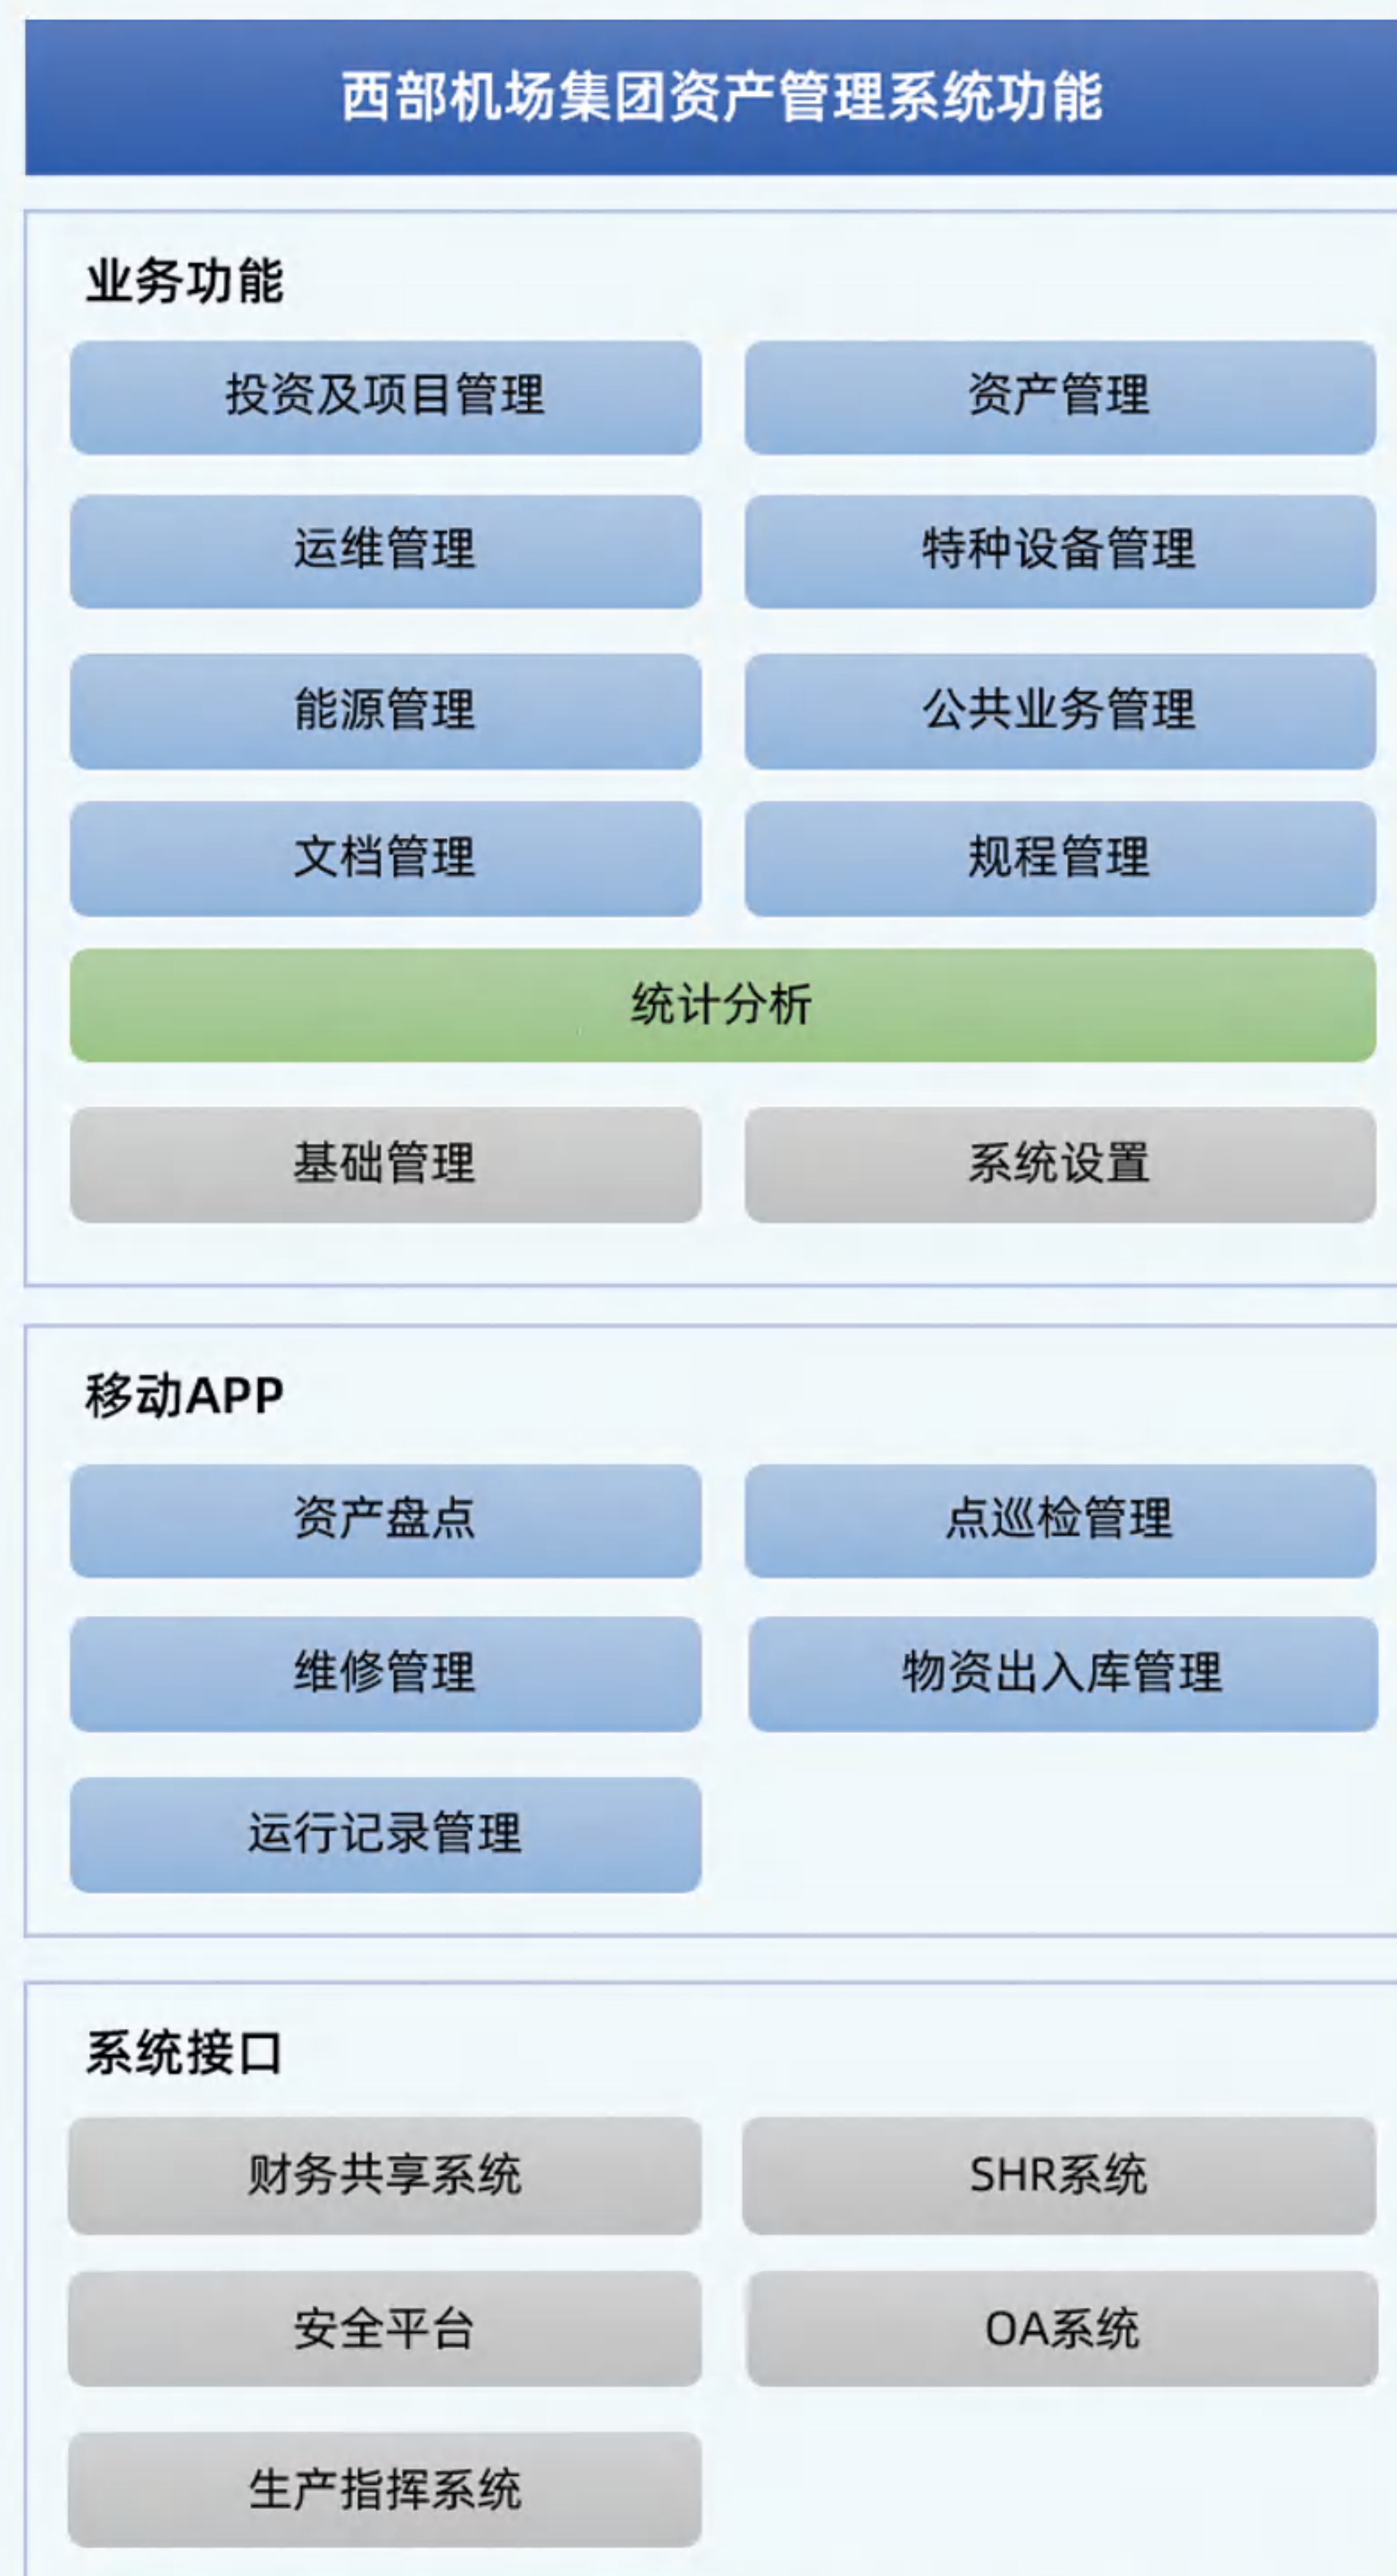 西部机场集团资产管理系统功能
业务功能
投资及项目管理
资产管理
运维管理
特种设备管理
能源管理
公共业务管理
文档管理
规程管理
统计分析
基础管理
系统设置
移动APP
资产盘点
点巡检管理
维修管理
物资出入库管理
运行记录管理
系统接口
财务共享系统
SHR系统
安全平台
OA系统
生产指挥系统